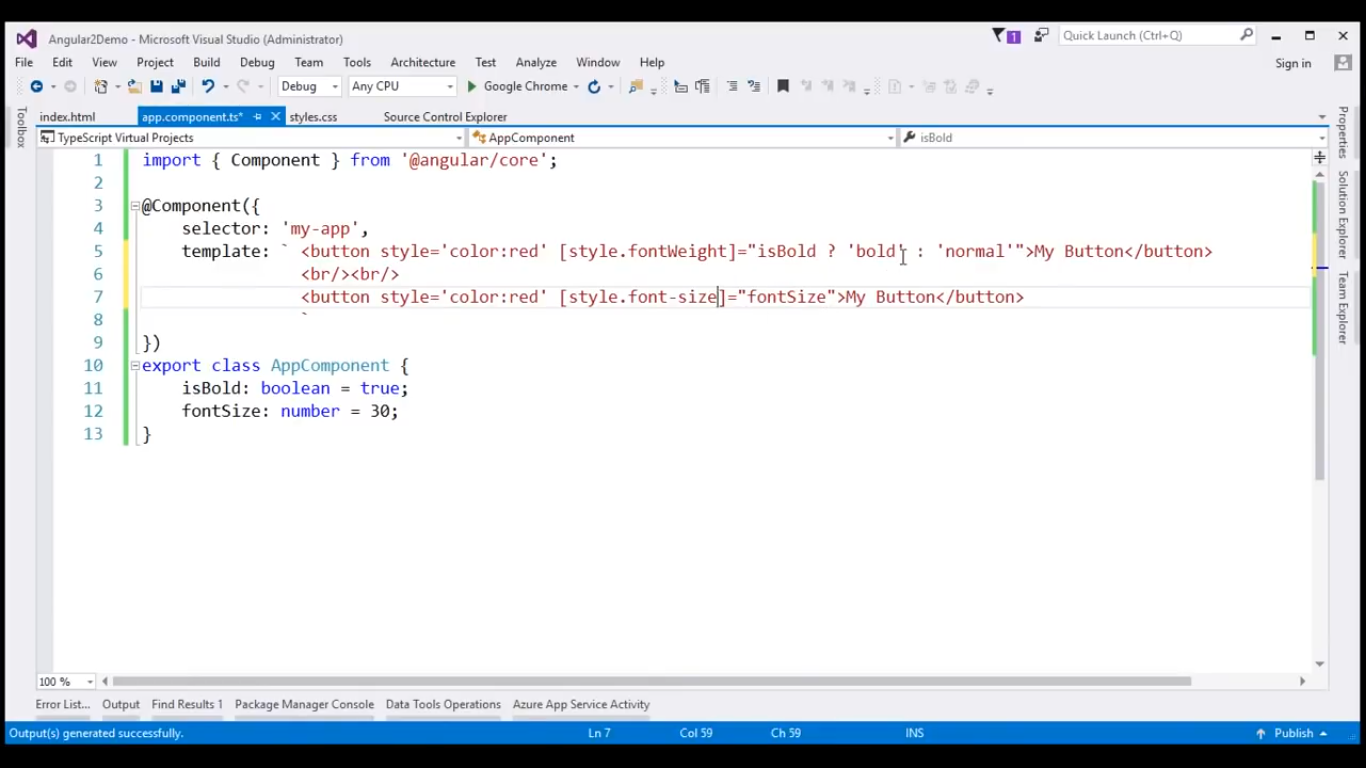 Angular2Demo - Microsoft Visual Studio (Administrator)
1
Quick Launch (Ctrl+Q)
File Edit View Project Build Debug Team Tools Architecture Test Analyze Window Help
Sign in
Debug Any CPU Google Chrome
index.html app.component.ts* styles.css Source Control Explorer
TypeScript Virtual Projects AppComponent isBold
Toolbox
Properties
Solution Explorer
Team Explorer
1 import { Component } from '@angular/core';
2
3 @Component({
4 selector: 'my-app',
5 template: ` <button style='color:red' [style.fontWeight]="isBold ? 'bold' : 'normal'">My Button</button>
6 <br/><br/>
7 <button style='color:red' [style.font-size]="fontSize">My Button</button>
8 `
9 })
10 export class AppComponent {
11 isBold: boolean = true;
12 fontSize: number = 30;
13 }
100 %
Error List... Output Find Results 1 Package Manager Console Data Tools Operations Azure App Service Activity
Output(s) generated successfully. Ln 7 Col 59 Ch 59 INS Publish